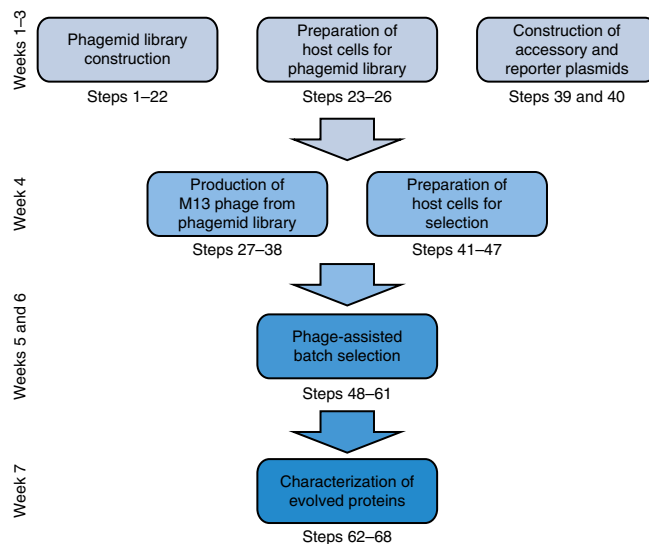 Weeks 1–3
Phagemid library
construction
Steps 1–22
Preparation of
host cells for
phagemid library
Steps 23–26
Construction of
accessory and
reporter plasmids
Steps 39 and 40
Week 4
Production of
M13 phage from
phagemid library
Steps 27–38
Preparation of
host cells for
selection
Steps 41–47
Weeks 5 and 6
Phage-assisted
batch selection
Steps 48–61
Week 7
Characterization of
evolved proteins
Steps 62–68